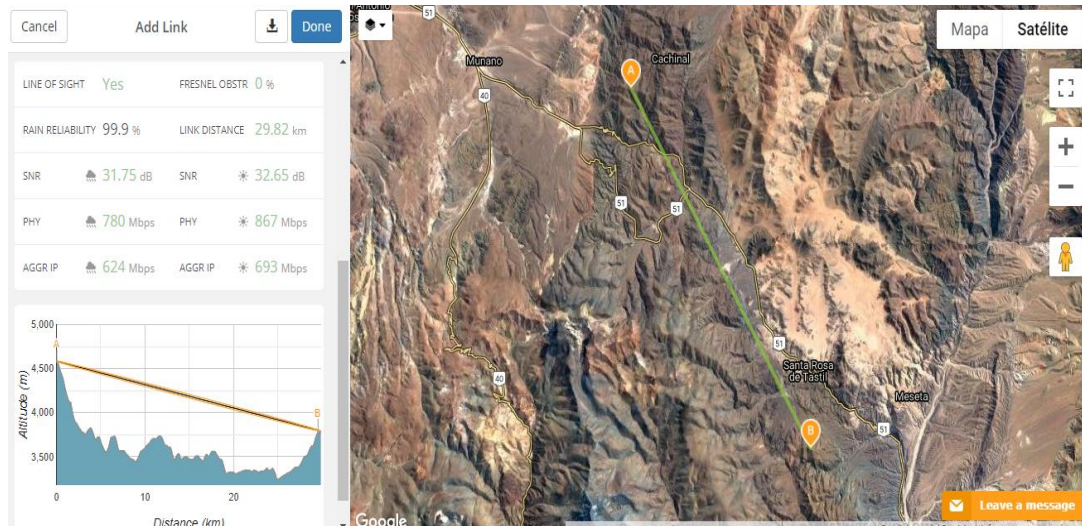 Cancel
Add Link
Done
LINE OF SIGHT Yes
FRESNEL OBSTR 0 %
RAIN RELIABILITY 99.9 %
LINK DISTANCE 29.82 km
SNR 31.75 dB
SNR 32.65 dB
PHY 780 Mbps
PHY 867 Mbps
AGGR IP 624 Mbps
AGGR IP 693 Mbps
5,000
4,500
4,000
3,500
Altitude (m)
A
B
0
10
20
Distance (km)
51
Munano
40
Cachinal
A
51
51
51
51
40
Santa Rosa
de Tastil
Meseta
51
B
Mapa
Satélite
+
−
Google
Leave a message